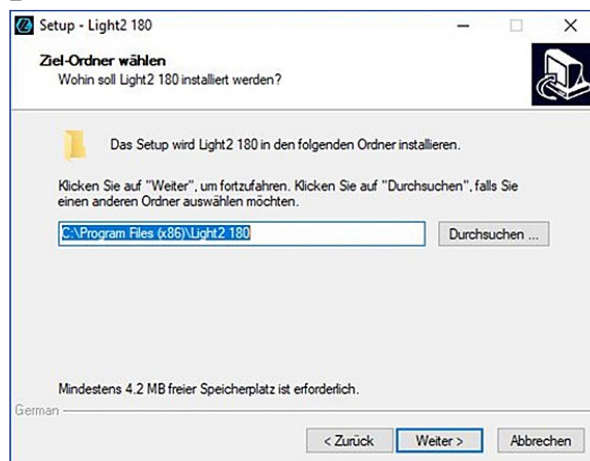 Setup - Light2 180
Ziel-Ordner wählen
Wohin soll Light2 180 installiert werden?
Das Setup wird Light2 180 in den folgenden Ordner installieren.
Klicken Sie auf "Weiter", um fortzufahren. Klicken Sie auf "Durchsuchen", falls Sie
einen anderen Ordner auswählen möchten.
C:\Program Files (x86)\Light2 180
Durchsuchen ...
Mindestens 4.2 MB freier Speicherplatz ist erforderlich.
German
< Zurück
Weiter >
Abbrechen